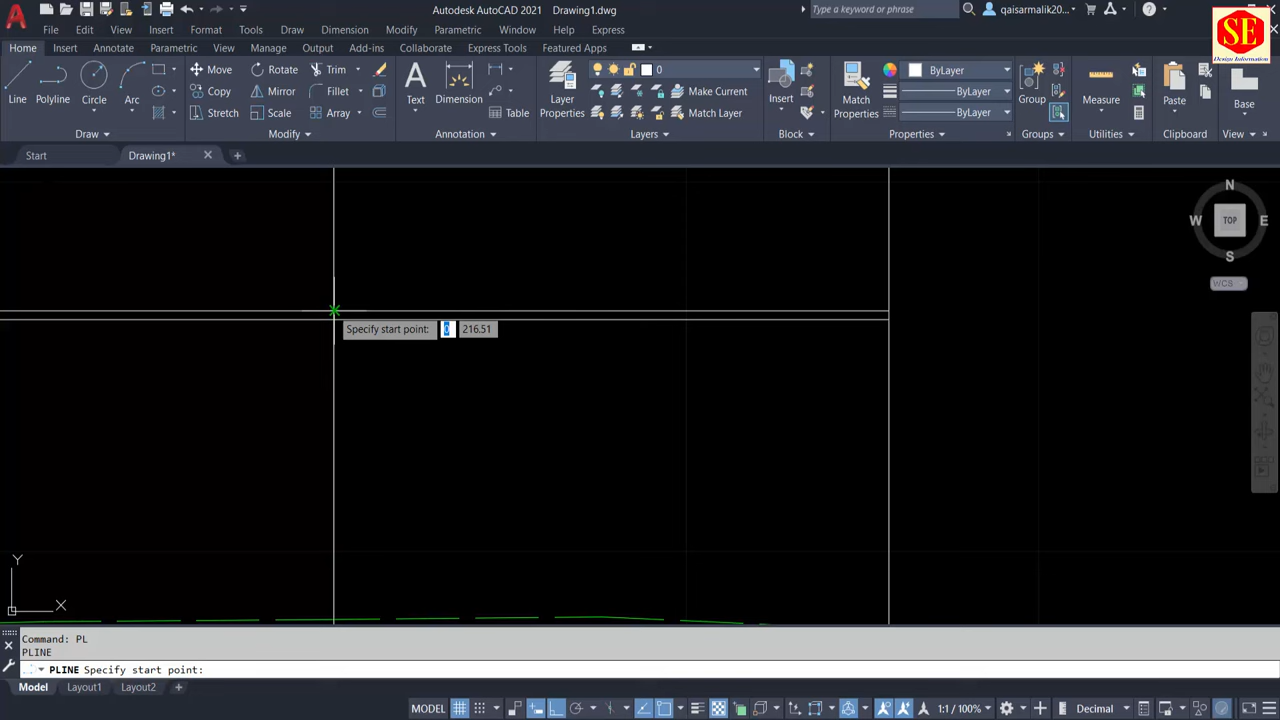 Autodesk AutoCAD 2021 Drawing1.dwg
Type a keyword or phrase
qaisarmalik20...
SE
Design Information
File Edit View Insert Format Tools Draw Dimension Modify Parametric Window Help Express
Home Insert Annotate Parametric View Manage Output Add-ins Collaborate Express Tools Featured Apps
Line Polyline Circle Arc
Move Rotate Trim
Copy Mirror Fillet
Stretch Scale Array
Text Dimension Table
Layer
Properties
0
Make Current
Match Layer
Insert
Match
Properties
ByLayer
ByLayer
ByLayer
Group
Measure
Paste
Base
Draw Modify Annotation Layers Block Properties Groups Utilities Clipboard View
Start Drawing1*
N
W TOP E
S
WCS
Specify start point: 0 216.51
Y
X
Command: PL
PLINE
PLINE Specify start point:
Model Layout1 Layout2
MODEL 1:1 / 100% Decimal